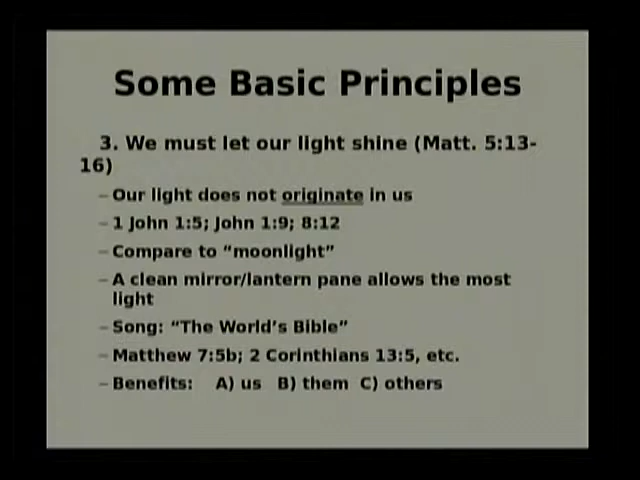 Some Basic Principles
3. We must let our light shine (Matt. 5:13-
16)
– Our light does not originate in us
– 1 John 1:5; John 1:9; 8:12
– Compare to “moonlight”
– A clean mirror/lantern pane allows the most
light
– Song: “The World’s Bible”
– Matthew 7:5b; 2 Corinthians 13:5, etc.
– Benefits: A) us B) them C) others